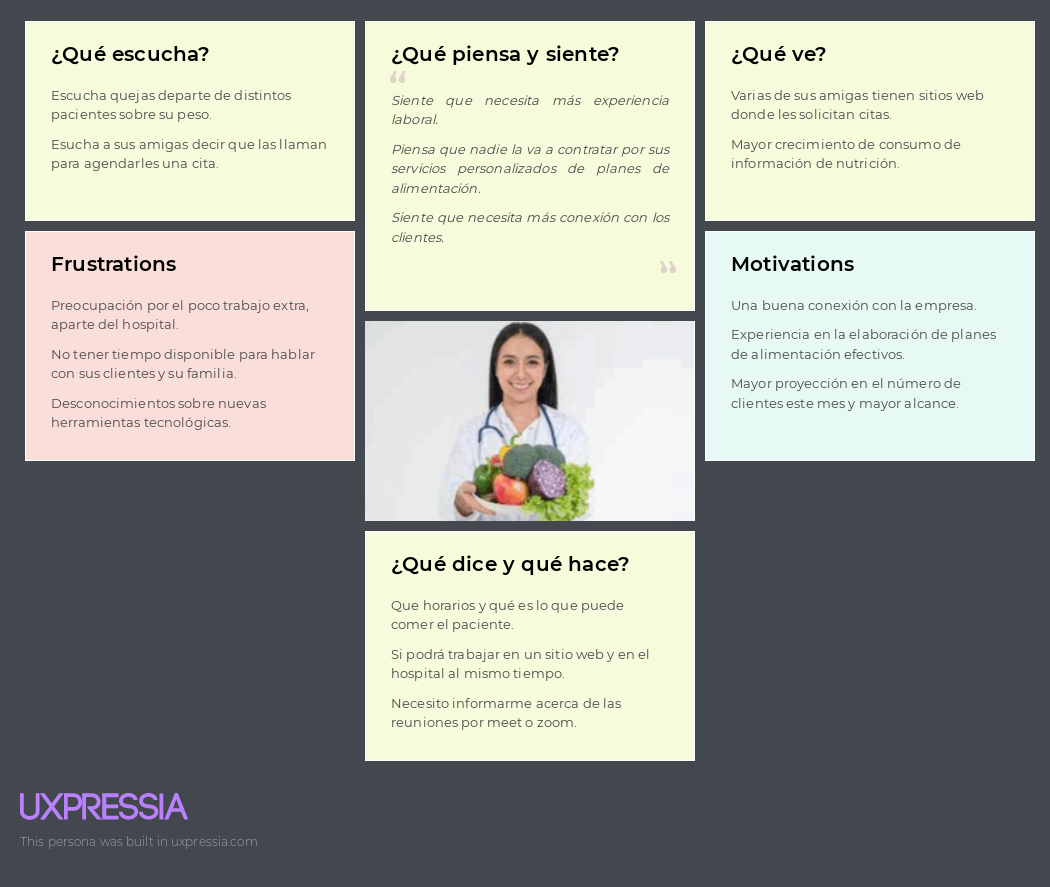 ¿Qué escucha?
Escucha quejas departe de distintos
pacientes sobre su peso.
Esucha a sus amigas decir que las llaman
para agendarles una cita.
¿Qué piensa y siente?
“
Siente que necesita más experiencia
laboral.
Piensa que nadie la va a contratar por sus
servicios personalizados de planes de
alimentación.
Siente que necesita más conexión con los
clientes.
”
¿Qué ve?
Varias de sus amigas tienen sitios web
donde les solicitan citas.
Mayor crecimiento de consumo de
información de nutrición.
Frustrations
Preocupación por el poco trabajo extra,
aparte del hospital.
No tener tiempo disponible para hablar
con sus clientes y su familia.
Desconocimientos sobre nuevas
herramientas tecnológicas.
Motivations
Una buena conexión con la empresa.
Experiencia en la elaboración de planes
de alimentación efectivos.
Mayor proyección en el número de
clientes este mes y mayor alcance.
¿Qué dice y qué hace?
Que horarios y qué es lo que puede
comer el paciente.
Si podrá trabajar en un sitio web y en el
hospital al mismo tiempo.
Necesito informarme acerca de las
reuniones por meet o zoom.
UXPRESSIA
This persona was built in uxpressia.com